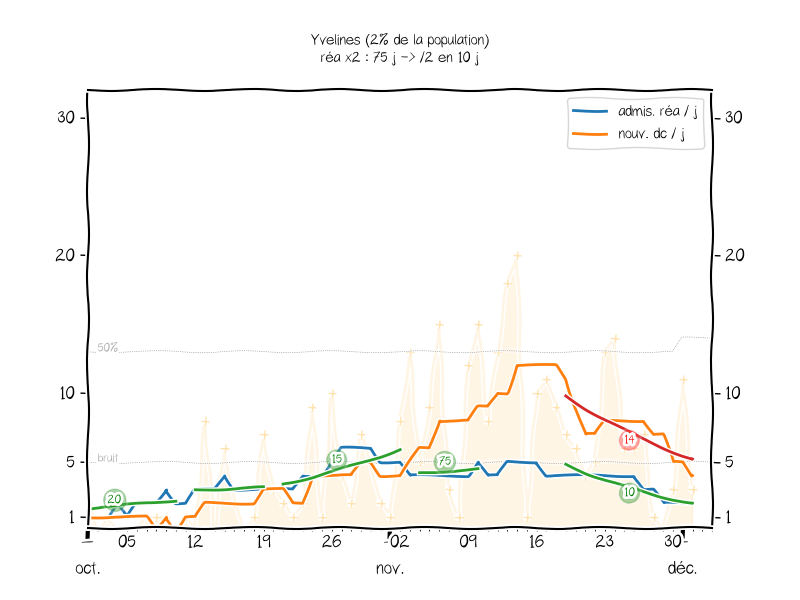 Yvelines (2% de la population)
réa x2 : 75 j -> /2 en 10 j
admis. réa / j
nouv. dc / j
30 30
20 20
50%
10 10
bruit
5 5
1 1
20
15
75
14
10
05 12 19 26 02 09 16 23 30
oct. nov. déc.